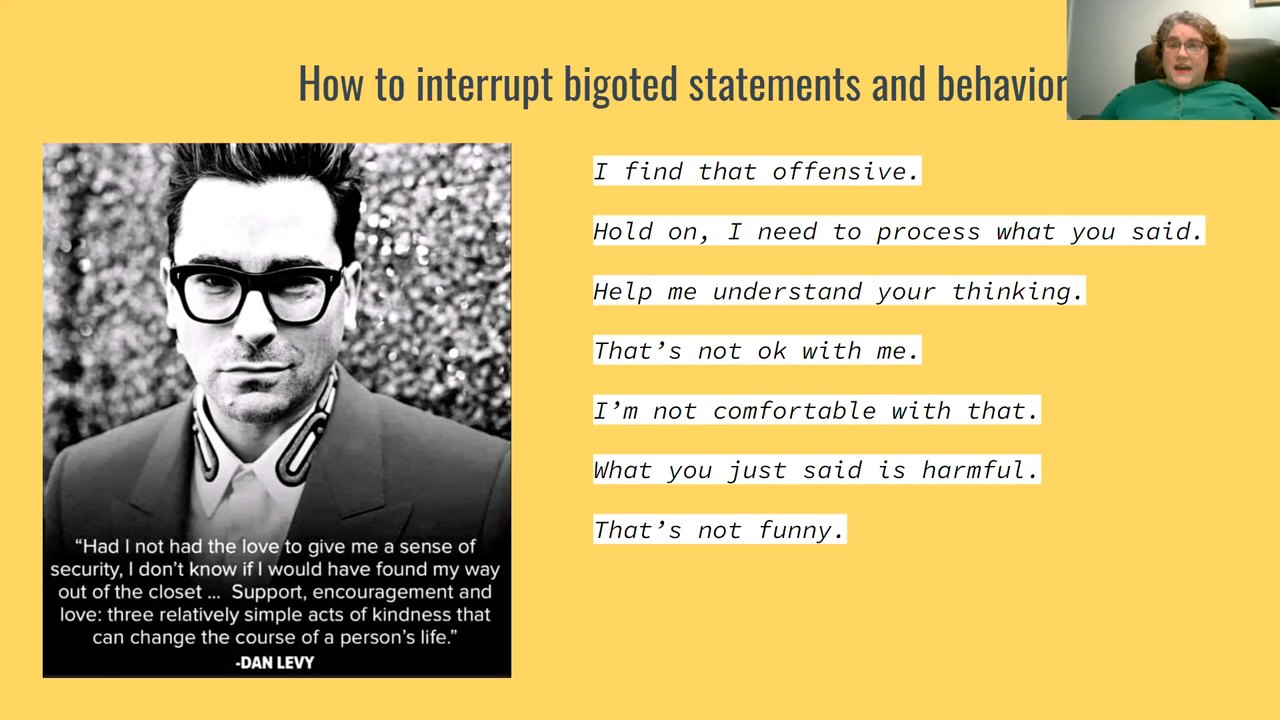 How to interrupt bigoted statements and behavior
I find that offensive.
Hold on, I need to process what you said.
Help me understand your thinking.
That’s not ok with me.
I’m not comfortable with that.
What you just said is harmful.
That’s not funny.
“Had I not had the love to give me a sense of
security, I don’t know if I would have found my way
out of the closet ... Support, encouragement and
love: three relatively simple acts of kindness that
can change the course of a person’s life.”
-DAN LEVY